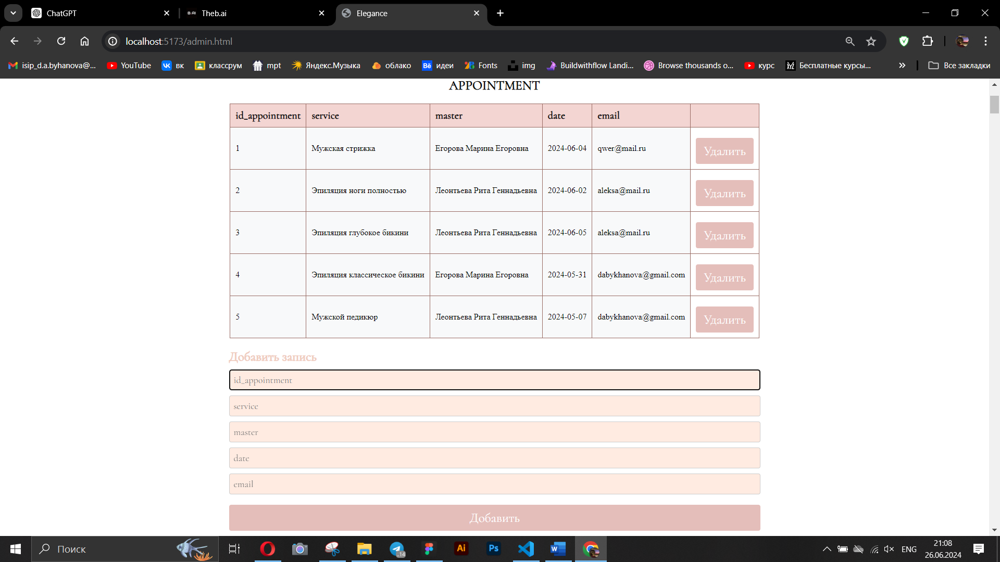 ChatGPT
B AI Theb.ai
Elegance
localhost:5173/admin.html
isip_d.a.byhanova@... YouTube вк классрум mpt Яндекс.Музыка облако Bē идеи Fonts img Buildwithflow Landi... Browse thousands o... курс Бесплатные курсы... » Все закладки
APPOINTMENT
id_appointment service master date email
1 Мужская стрижка Егорова Марина Егоровна 2024-06-04 qwer@mail.ru Удалить
2 Эпиляция ноги полностью Леонтьева Рита Геннадьевна 2024-06-02 aleksa@mail.ru Удалить
3 Эпиляция глубокое бикини Леонтьева Рита Геннадьевна 2024-06-05 aleksa@mail.ru Удалить
4 Эпиляция классическое бикини Егорова Марина Егоровна 2024-05-31 dabykhanova@gmail.com Удалить
5 Мужской педикюр Леонтьева Рита Геннадьевна 2024-05-07 dabykhanova@gmail.com Удалить
Добавить запись
id_appointment
service
master
date
email
Добавить
Поиск
..14
Ai
Ps
W
ENG
21:08
26.06.2024